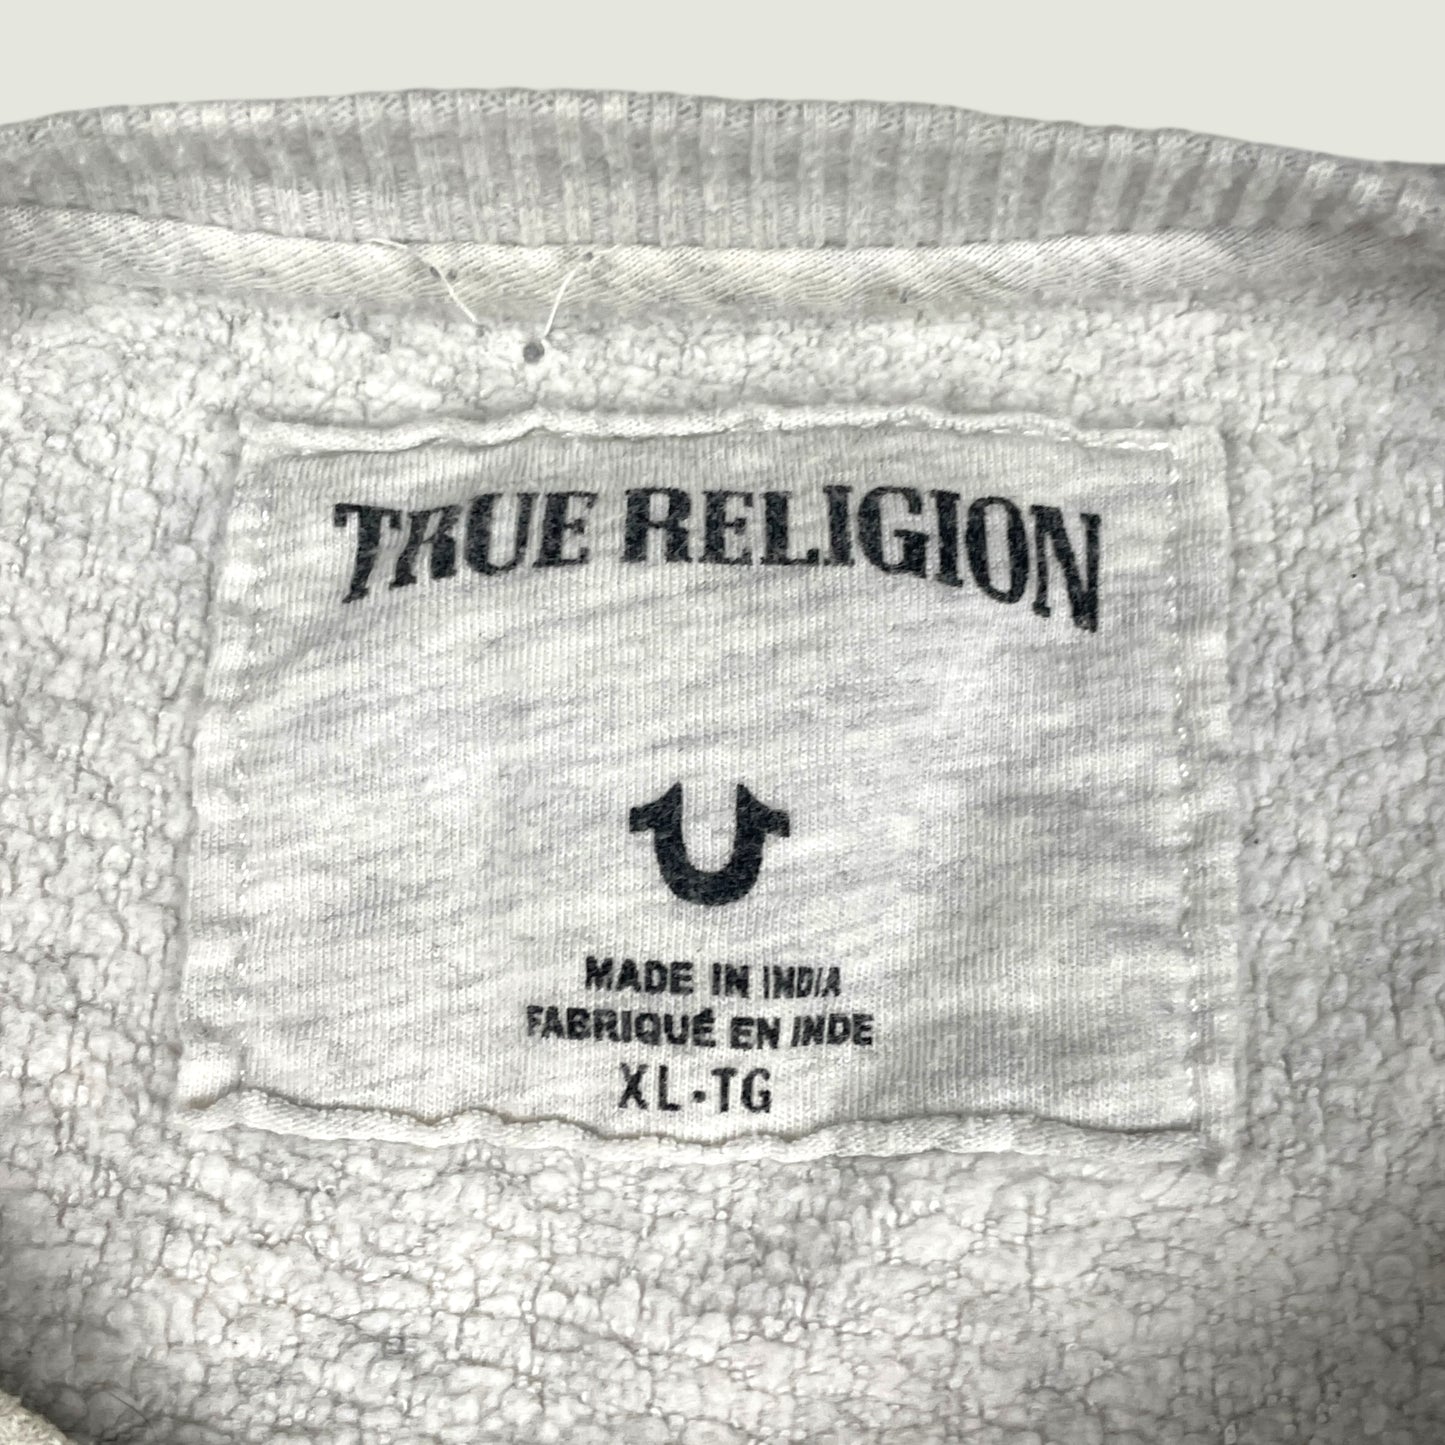 TRUE RELIGION
MADE IN INDIA
FABRIQUÉ EN INDE
XL·TG